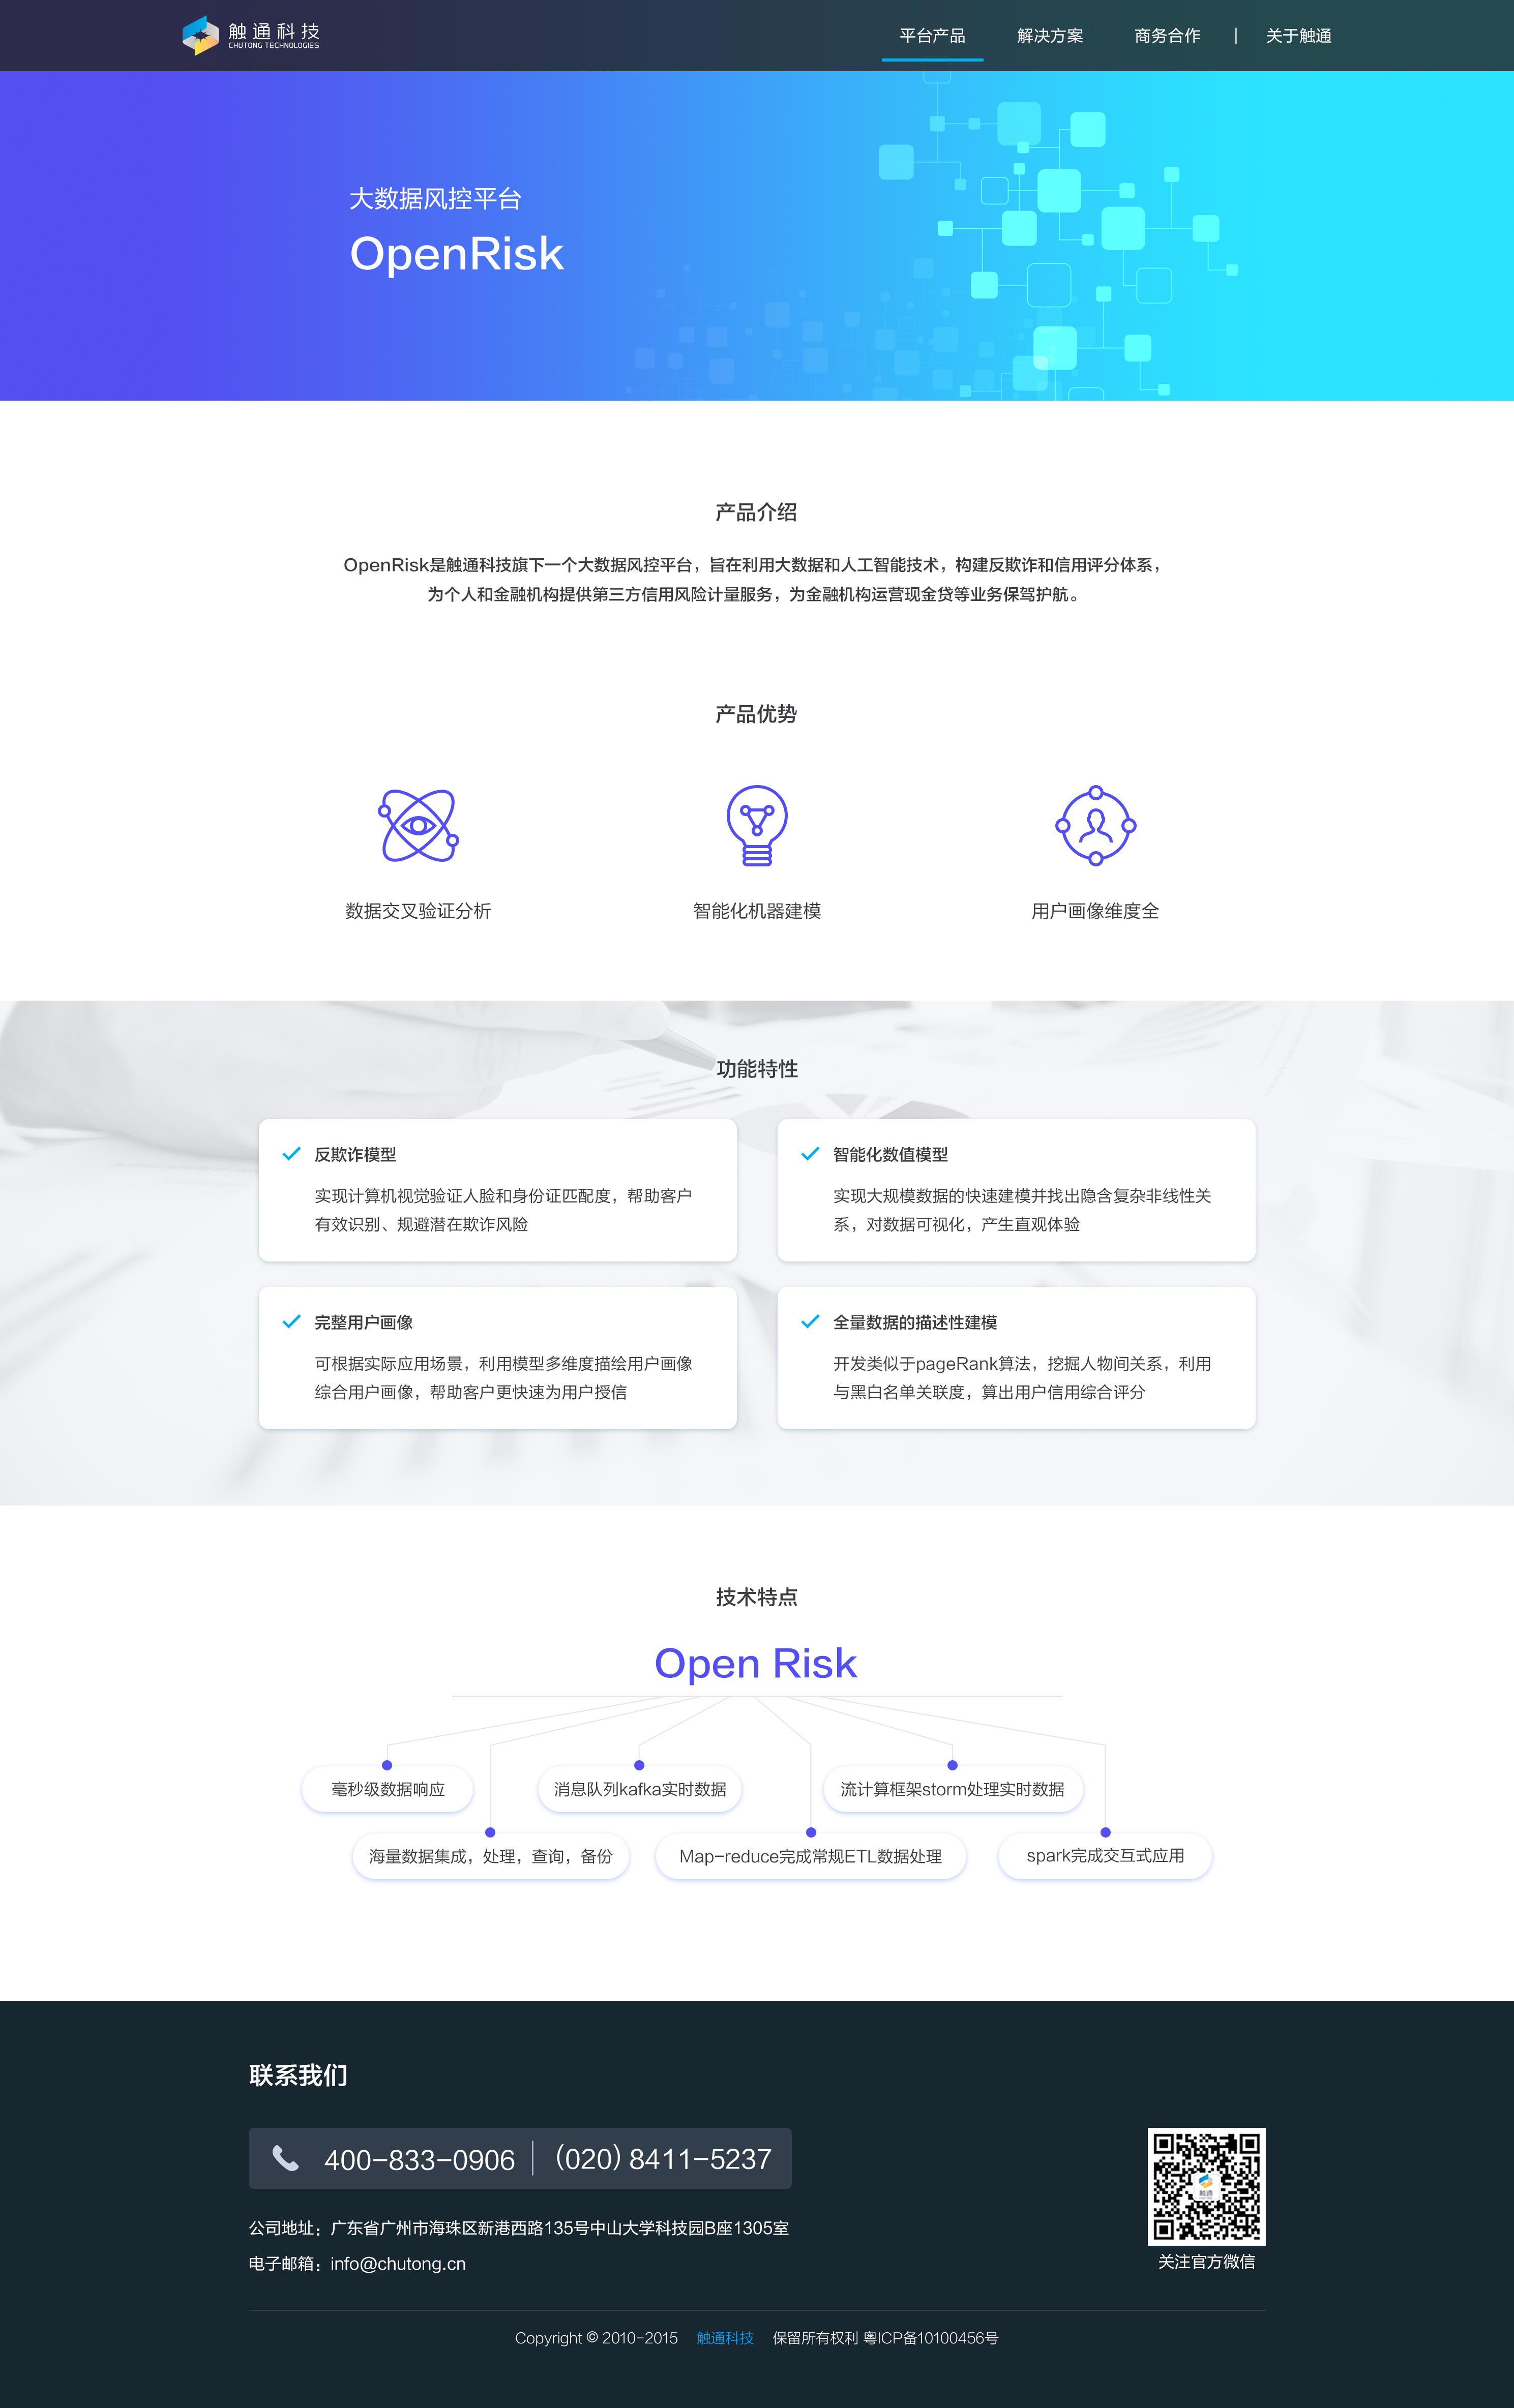 触通科技
CHUTONG TECHNOLOGIES
平台产品 解决方案 商务合作 | 关于触通
大数据风控平台
OpenRisk
产品介绍
OpenRisk是触通科技旗下一个大数据风控平台，旨在利用大数据和人工智能技术，构建反欺诈和信用评分体系，
为个人和金融机构提供第三方信用风险计量服务，为金融机构运营现金贷等业务保驾护航。
产品优势
数据交叉验证分析 智能化机器建模 用户画像维度全
功能特性
反欺诈模型
实现计算机视觉验证人脸和身份证匹配度，帮助客户
有效识别、规避潜在欺诈风险
智能化数值模型
实现大规模数据的快速建模并找出隐含复杂非线性关
系，对数据可视化，产生直观体验
完整用户画像
可根据实际应用场景，利用模型多维度描绘用户画像
综合用户画像，帮助客户更快速为用户授信
全量数据的描述性建模
开发类似于pageRank算法，挖掘人物间关系，利用
与黑白名单关联度，算出用户信用综合评分
技术特点
Open Risk
毫秒级数据响应 消息队列kafka实时数据 流计算框架storm处理实时数据
海量数据集成，处理，查询，备份 Map-reduce完成常规ETL数据处理 spark完成交互式应用
联系我们
400-833-0906 | (020) 8411-5237
公司地址：广东省广州市海珠区新港西路135号中山大学科技园B座1305室
电子邮箱：info@chutong.cn
触通
关注官方微信
Copyright © 2010-2015 触通科技 保留所有权利 粤ICP备10100456号